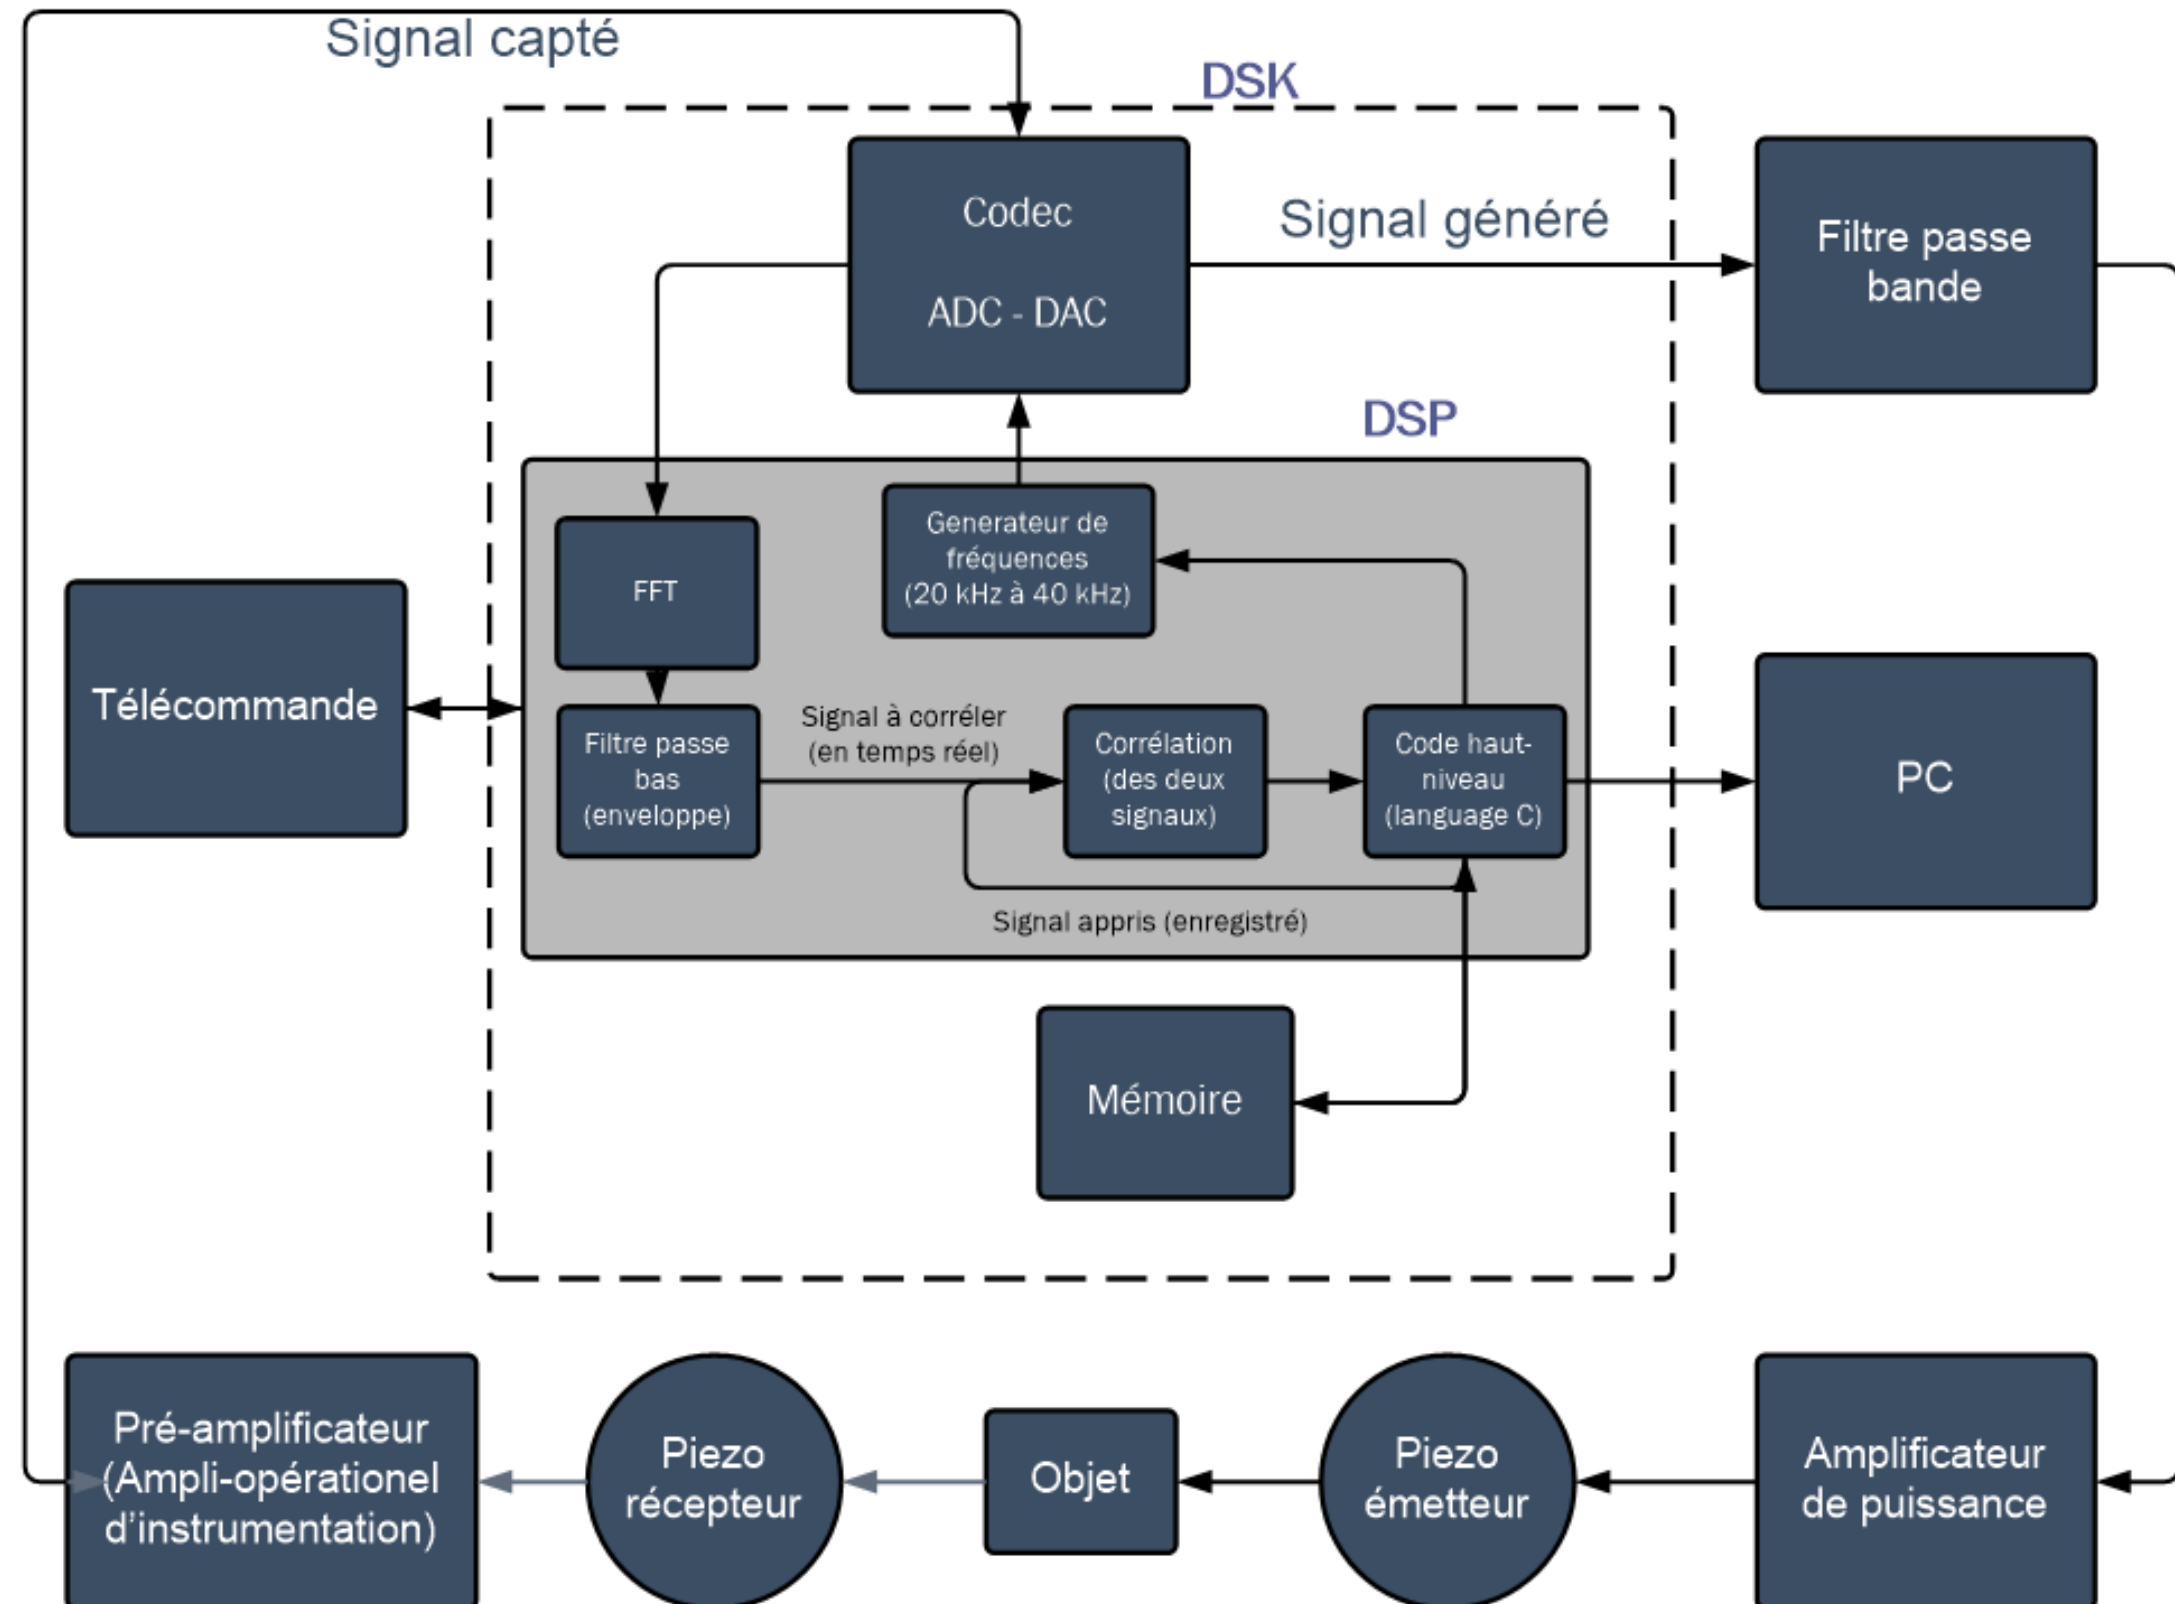 Signal capté
DSK
Codec
ADC - DAC
Signal généré
Filtre passe
bande
DSP
FFT
Generateur de
fréquences
(20 kHz à 40 kHz)
Télécommande
Filtre passe
bas
(enveloppe)
Signal à corréler
(en temps réel)
Corrélation
(des deux
signaux)
Code haut-
niveau
(language C)
PC
Signal appris (enregistré)
Mémoire
Pré-amplificateur
(Ampli-opérationel
d'instrumentation)
Piezo
récepteur
Objet
Piezo
émetteur
Amplificateur
de puissance